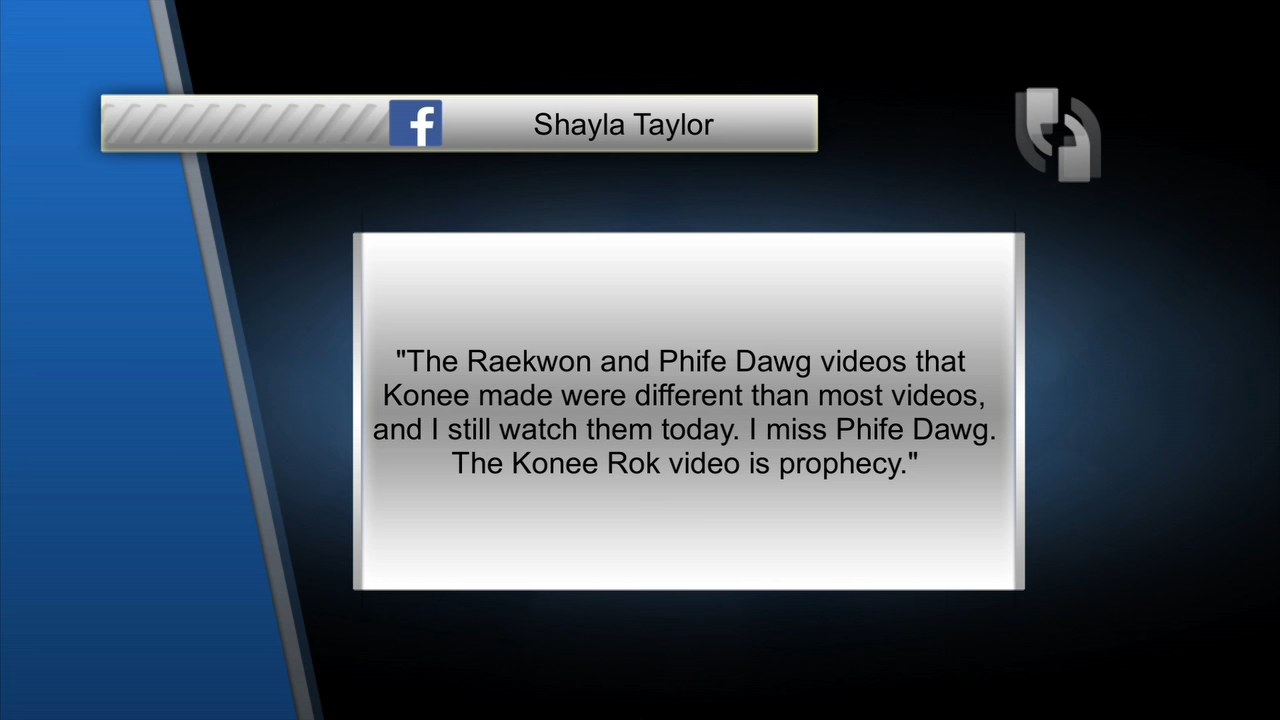 Shayla Taylor
"The Raekwon and Phife Dawg videos that
Konee made were different than most videos,
and I still watch them today. I miss Phife Dawg.
The Konee Rok video is prophecy."